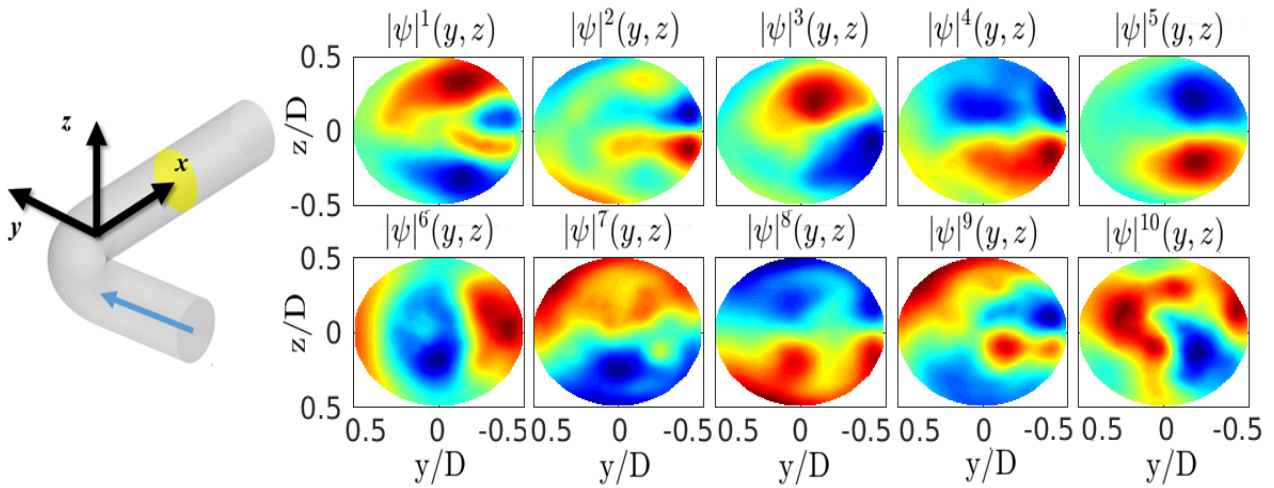 |ψ|¹(y, z) |ψ|²(y, z) |ψ|³(y, z) |ψ|⁴(y, z) |ψ|⁵(y, z)
0.5
z/D
0
-0.5
z
x
y
|ψ|⁶(y, z) |ψ|⁷(y, z) |ψ|⁸(y, z) |ψ|⁹(y, z) |ψ|¹⁰(y, z)
0.5
z/D
0
0.5
0.5 0 -0.5 0.5 0 -0.5 0.5 0 -0.5 0.5 0 -0.5 0.5 0 -0.5
y/D y/D y/D y/D y/D